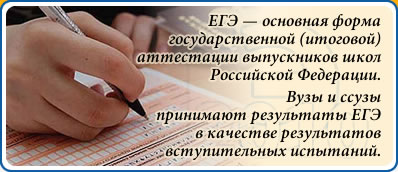 ЕГЭ — основная форма
государственной (итоговой)
аттестации выпускников школ
Российской Федерации.
Вузы и ссузы
принимают результаты ЕГЭ
в качестве результатов
вступительных испытаний.